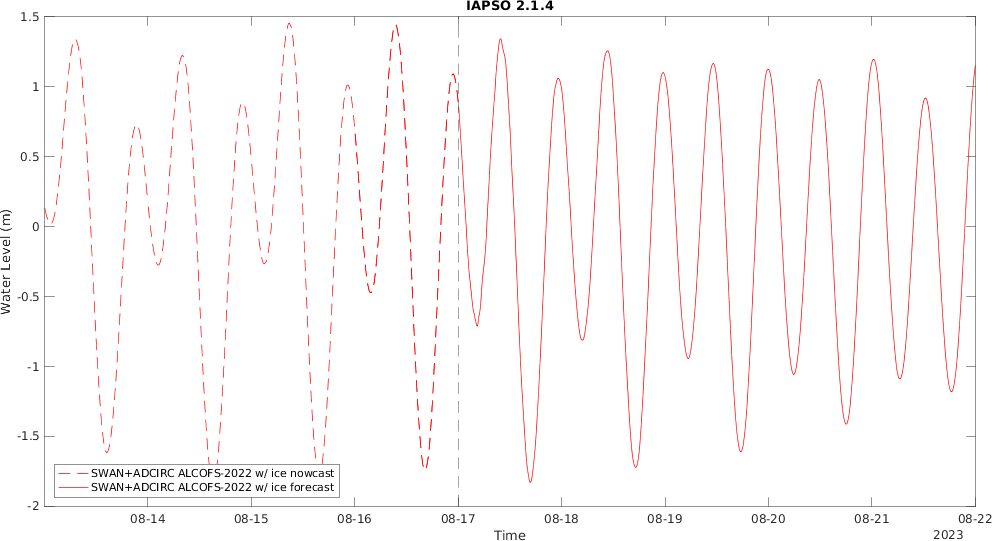 IAPSO 2.1.4
1.5
1
0.5
0
-0.5
-1
-1.5
-2
Water Level (m)
SWAN+ADCIRC ALCOFS-2022 w/ ice nowcast
SWAN+ADCIRC ALCOFS-2022 w/ ice forecast
08-14 08-15 08-16 08-17 08-18 08-19 08-20 08-21 08-22
Time
2023